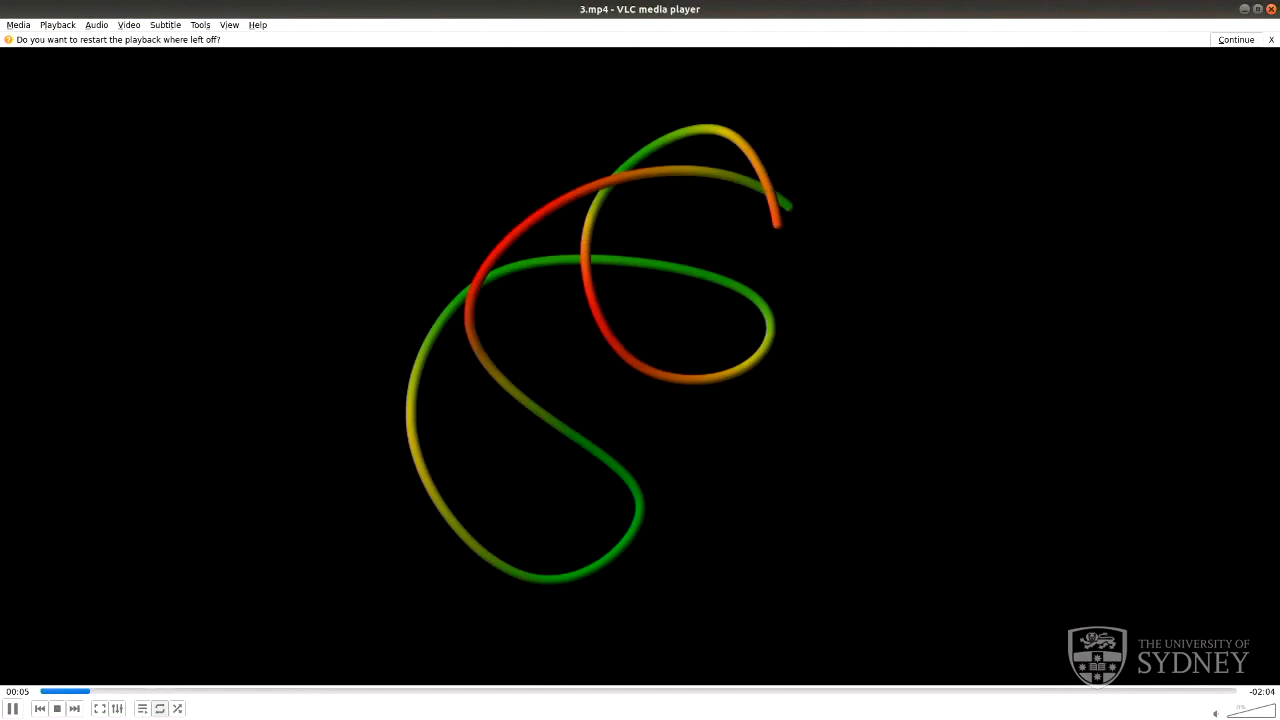 3.mp4 - VLC media player
Media Playback Audio Video Subtitle Tools View Help
Do you want to restart the playback where left off? Continue X
THE UNIVERSITY OF
SYDNEY
00:05 -02:04
0%